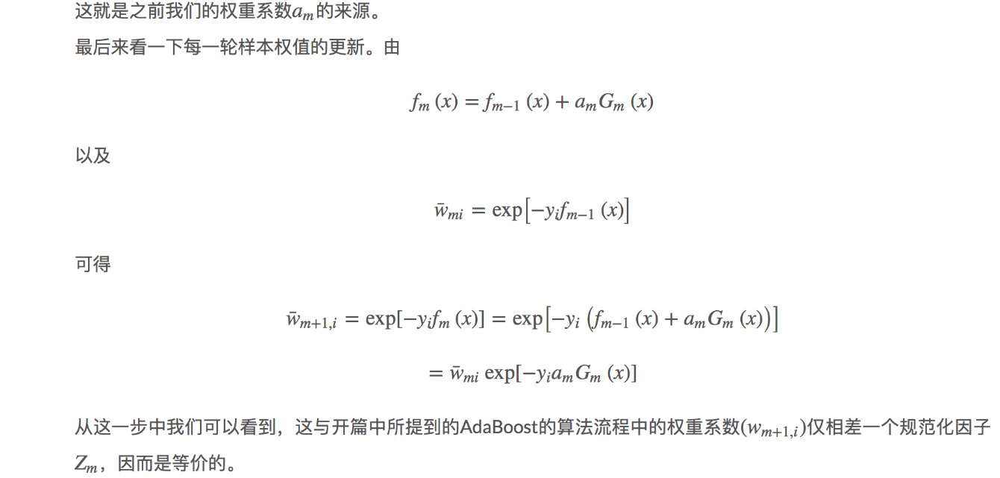 这就是之前我们的权重系数$a_m$的来源。
最后来看一下每一轮样本权值的更新。由
$f_m(x) = f_{m-1}(x) + a_m G_m(x)$
以及
$\bar{w}_{mi} = \exp[-y_i f_{m-1}(x)]$
可得
$\bar{w}_{m+1,i} = \exp[-y_i f_m(x)] = \exp[-y_i(f_{m-1}(x) + a_m G_m(x))]$
$= \bar{w}_{mi} \exp[-y_i a_m G_m(x)]$
从这一步中我们可以看到，这与开篇中所提到的AdaBoost的算法流程中的权重系数($w_{m+1,i}$)仅相差一个规范化因子
$Z_m$，因而是等价的。